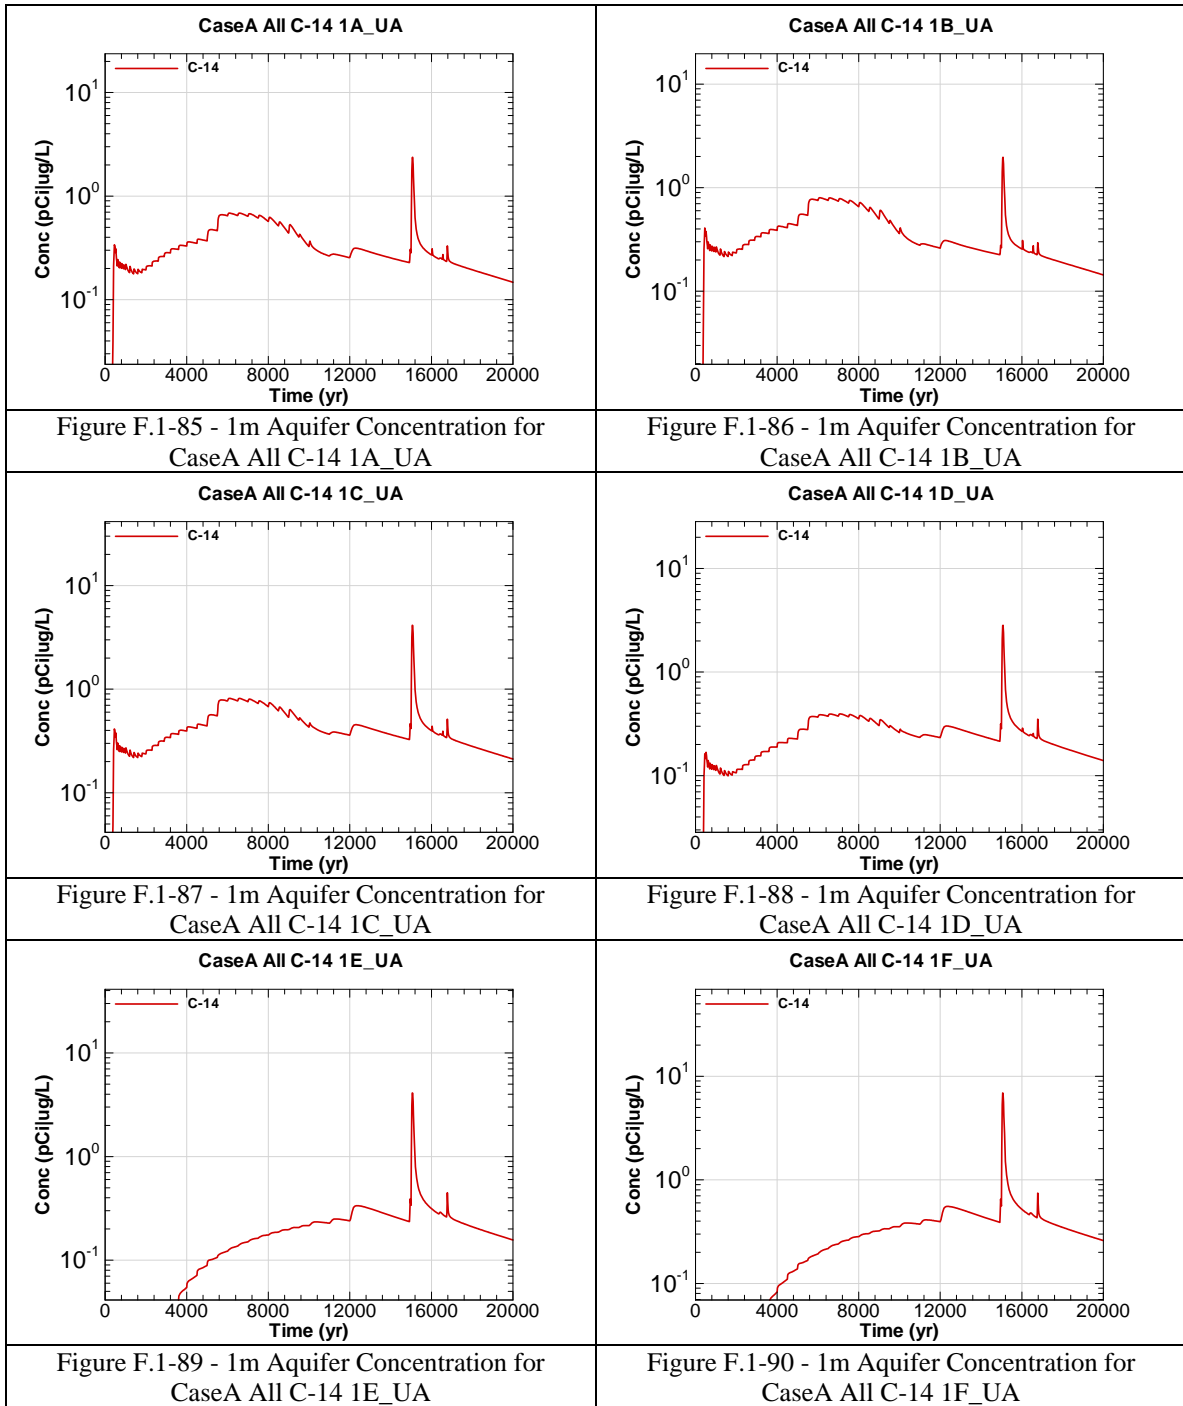 CaseA All C-14 1A_UA
C-14
10^1
10^0
10^-1
Conc (pCi|ug/L)
0 4000 8000 12000 16000 20000
Time (yr)
Figure F.1-85 - 1m Aquifer Concentration for
CaseA All C-14 1A_UA
CaseA All C-14 1B_UA
C-14
10^1
10^0
10^-1
Conc (pCi|ug/L)
0 4000 8000 12000 16000 20000
Time (yr)
Figure F.1-86 - 1m Aquifer Concentration for
CaseA All C-14 1B_UA
CaseA All C-14 1C_UA
C-14
10^1
10^0
10^-1
Conc (pCi|ug/L)
0 4000 8000 12000 16000 20000
Time (yr)
Figure F.1-87 - 1m Aquifer Concentration for
CaseA All C-14 1C_UA
CaseA All C-14 1D_UA
C-14
10^1
10^0
10^-1
Conc (pCi|ug/L)
0 4000 8000 12000 16000 20000
Time (yr)
Figure F.1-88 - 1m Aquifer Concentration for
CaseA All C-14 1D_UA
CaseA All C-14 1E_UA
C-14
10^1
10^0
10^-1
Conc (pCi|ug/L)
0 4000 8000 12000 16000 20000
Time (yr)
Figure F.1-89 - 1m Aquifer Concentration for
CaseA All C-14 1E_UA
CaseA All C-14 1F_UA
C-14
10^1
10^0
10^-1
Conc (pCi|ug/L)
0 4000 8000 12000 16000 20000
Time (yr)
Figure F.1-90 - 1m Aquifer Concentration for
CaseA All C-14 1F_UA